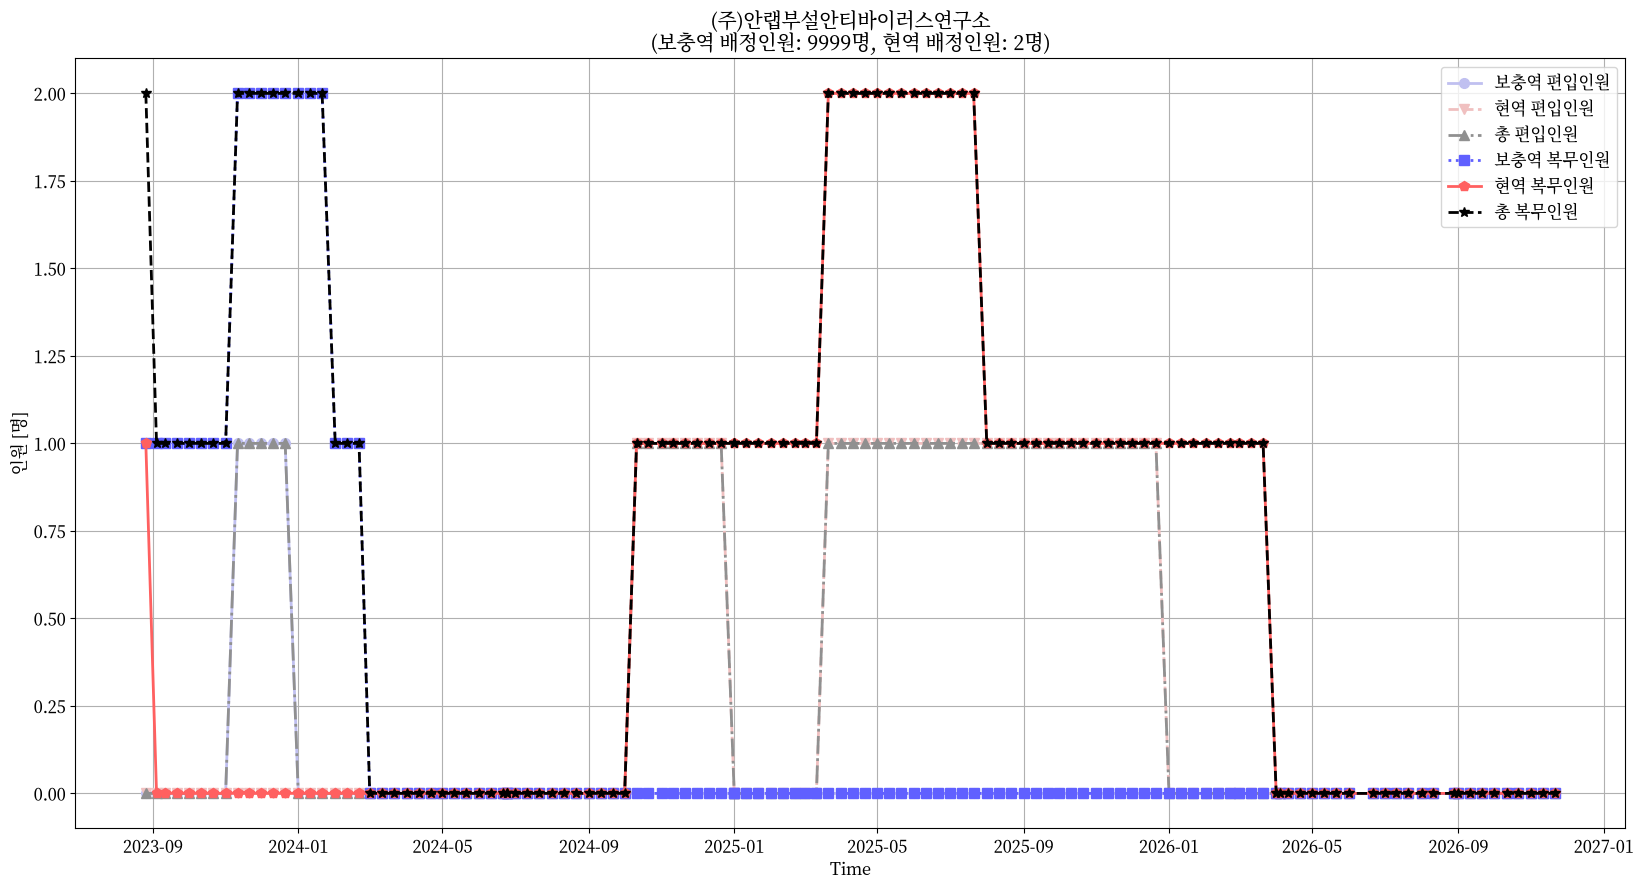 (주)안랩부설안티바이러스연구소
(보충역 배정인원: 9999명, 현역 배정인원: 2명)
보충역 편입인원
현역 편입인원
총 편입인원
보충역 복무인원
현역 복무인원
총 복무인원
인원 [명]
2.00
1.75
1.50
1.25
1.00
0.75
0.50
0.25
0.00
2023-09 2024-01 2024-05 2024-09 2025-01 2025-05 2025-09 2026-01 2026-05 2026-09 2027-01
Time